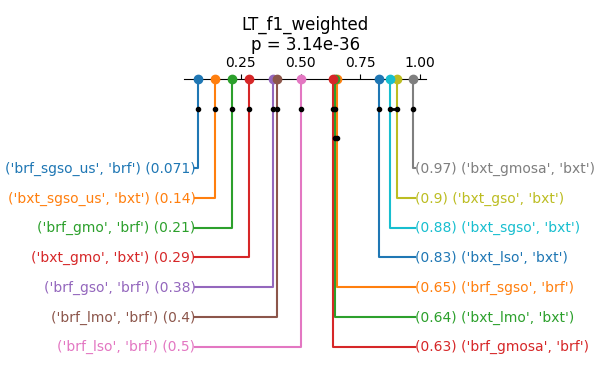 LT_f1_weighted
p = 3.14e-36
0.25 0.50 0.75 1.00
('brf_sgso_us', 'brf') (0.071) (0.97) ('bxt_gmosa', 'bxt')
('bxt_sgso_us', 'bxt') (0.14) (0.9) ('bxt_gso', 'bxt')
('brf_gmo', 'brf') (0.21) (0.88) ('bxt_sgso', 'bxt')
('bxt_gmo', 'bxt') (0.29) (0.83) ('bxt_lso', 'bxt')
('brf_gso', 'brf') (0.38) (0.65) ('brf_sgso', 'brf')
('brf_lmo', 'brf') (0.4) (0.64) ('bxt_lmo', 'bxt')
('brf_lso', 'brf') (0.5) (0.63) ('brf_gmosa', 'brf')